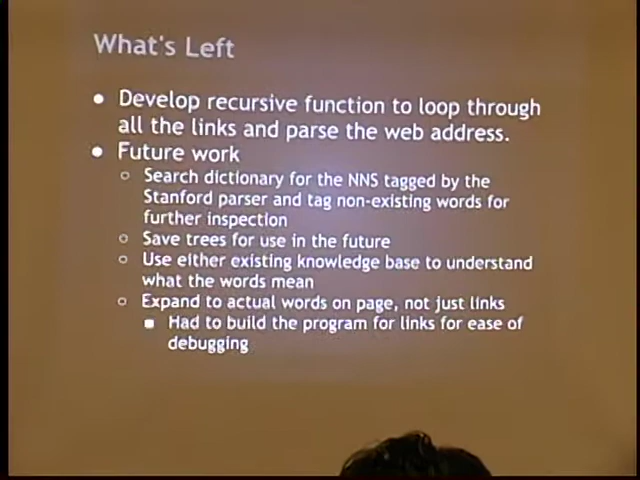 What's Left
Develop recursive function to loop through
all the links and parse the web address.
Future work
Search dictionary for the NNS tagged by the
Stanford parser and tag non-existing words for
further inspection
Save trees for use in the future
Use either existing knowledge base to understand
what the words mean
Expand to actual words on page, not just links
Had to build the program for links for ease of
debugging